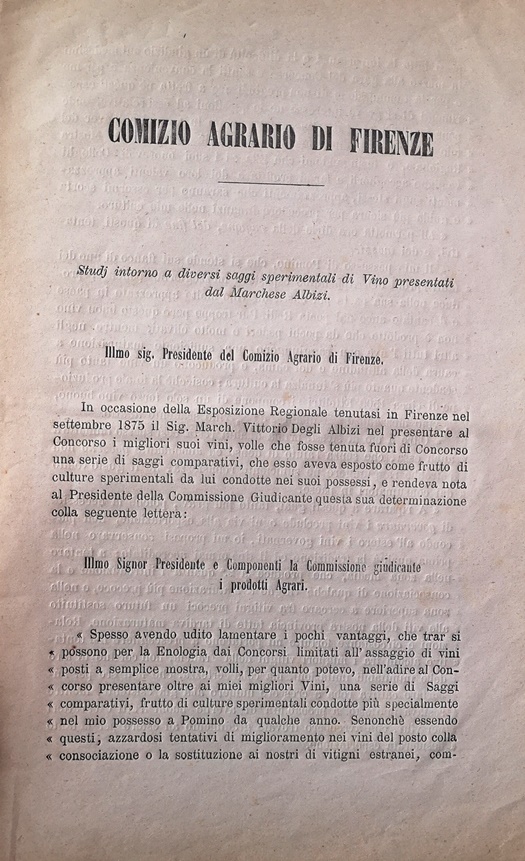 COMIZIO AGRARIO DI FIRENZE
Studj intorno a diversi saggi sperimentali di Vino presentati
dal Marchese Albizi.
Illmo sig. Presidente del Comizio Agrario di Firenze.
In occasione della Esposizione Regionale tenutasi in Firenze nel
settembre 1875 il Sig. March. Vittorio Degli Albizi nel presentare al
Concorso i migliori suoi vini, volle che fosse tenuta fuori di Concorso
una serie di saggi comparativi, che esso aveva esposto come frutto di
culture sperimentali da lui condotte nei suoi possessi, e rendeva nota
al Presidente della Commissione Giudicante questa sua determinazione
colla seguente lettera:
Illmo Signor Presidente e Componenti la Commissione giudicante
i prodotti Agrari.
« Spesso avendo udito lamentare i pochi vantaggi, che trar si
« possono per la Enologia dai Concorsi limitati all'assaggio di vini
« posti a semplice mostra, volli, per quanto potevo, nell'adire al Con-
« corso presentare oltre ai miei migliori Vini, una serie di Saggi
« comparativi, frutto di culture sperimentali condotte più specialmente
« nel mio possesso a Pomino da qualche anno. Senonchè essendo
« questi, azzardosi tentativi di miglioramento nei vini del posto colla
« consociazione o la sostituzione ai nostri di vitigni estranei, com-